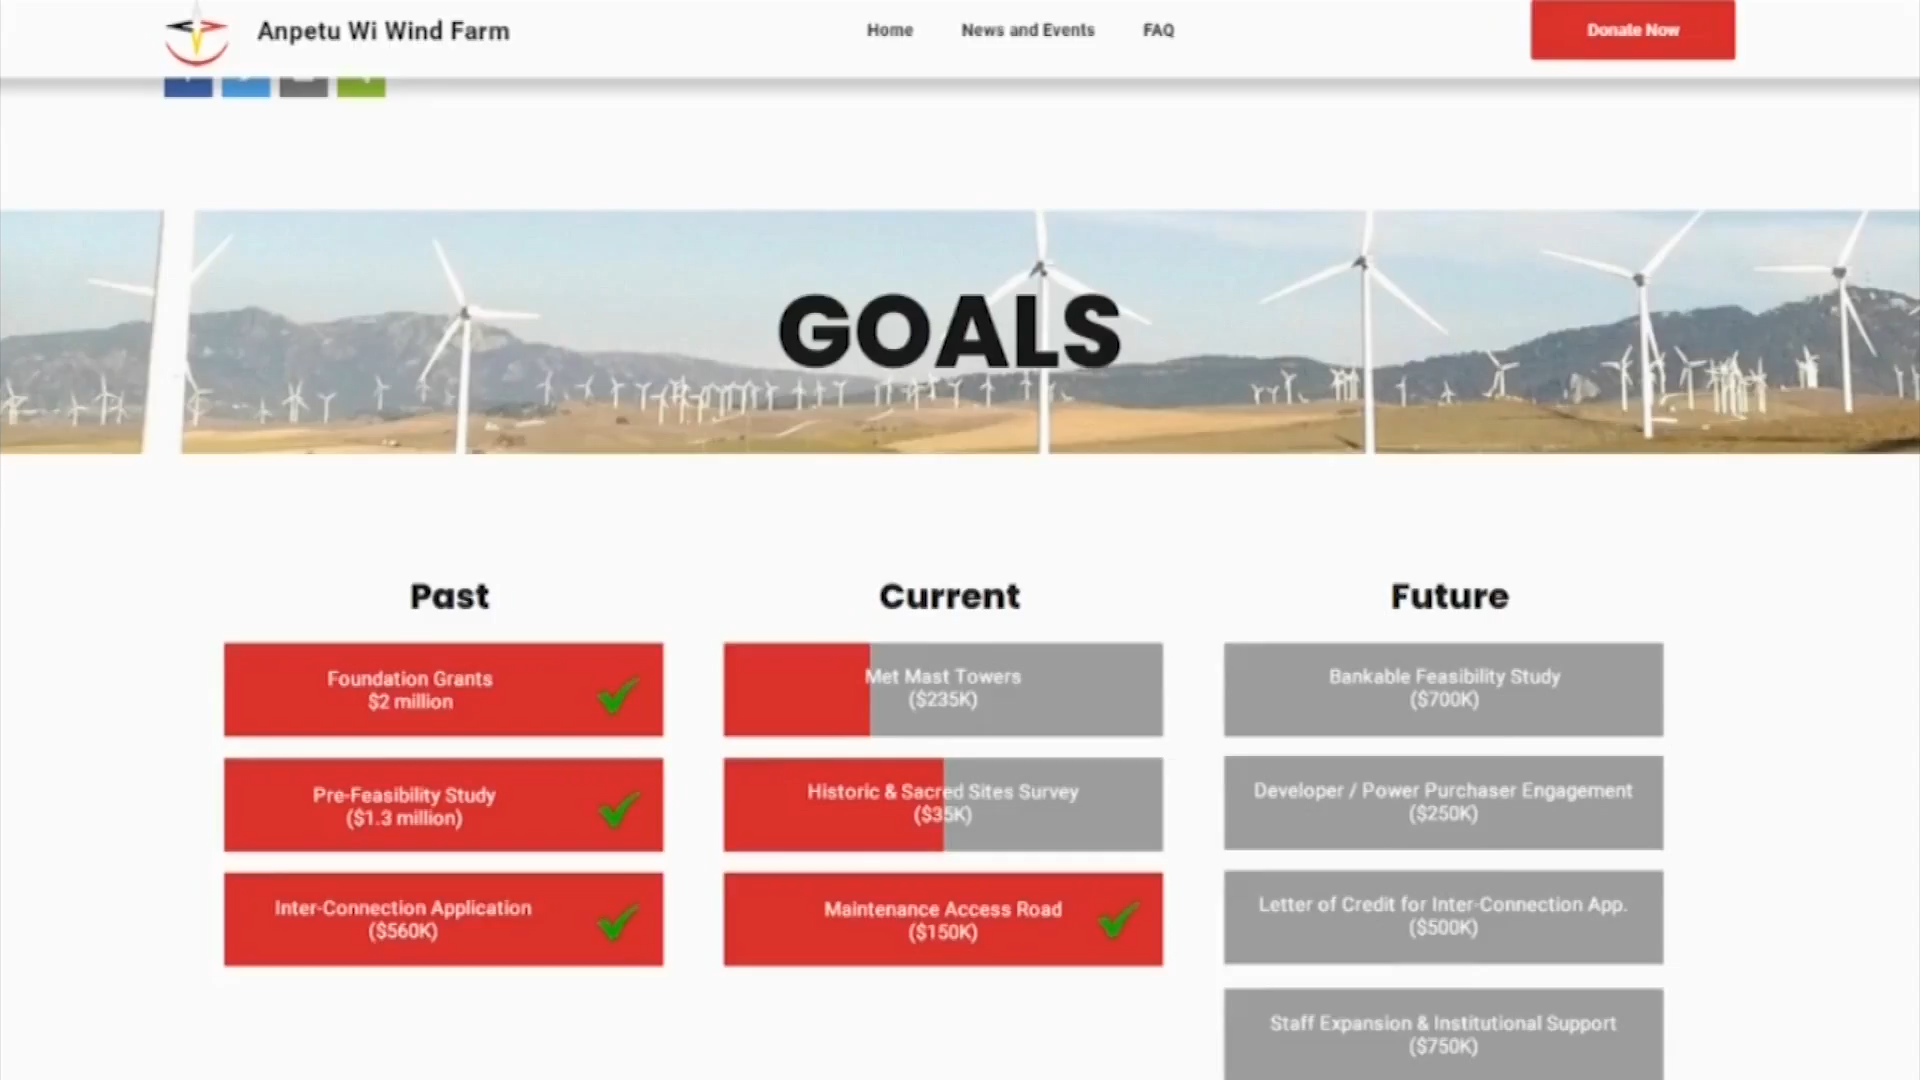 Anpetu Wi Wind Farm
Home
News and Events
FAQ
Donate Now
GOALS
Past
Foundation Grants
$2 million
Pre-Feasibility Study
($1.3 million)
Inter-Connection Application
($560K)
Current
Met Mast Towers
($235K)
Historic & Sacred Sites Survey
($35K)
Maintenance Access Road
($150K)
Future
Bankable Feasibility Study
($700K)
Developer / Power Purchaser Engagement
($250K)
Letter of Credit for Inter-Connection App.
($500K)
Staff Expansion & Institutional Support
($750K)